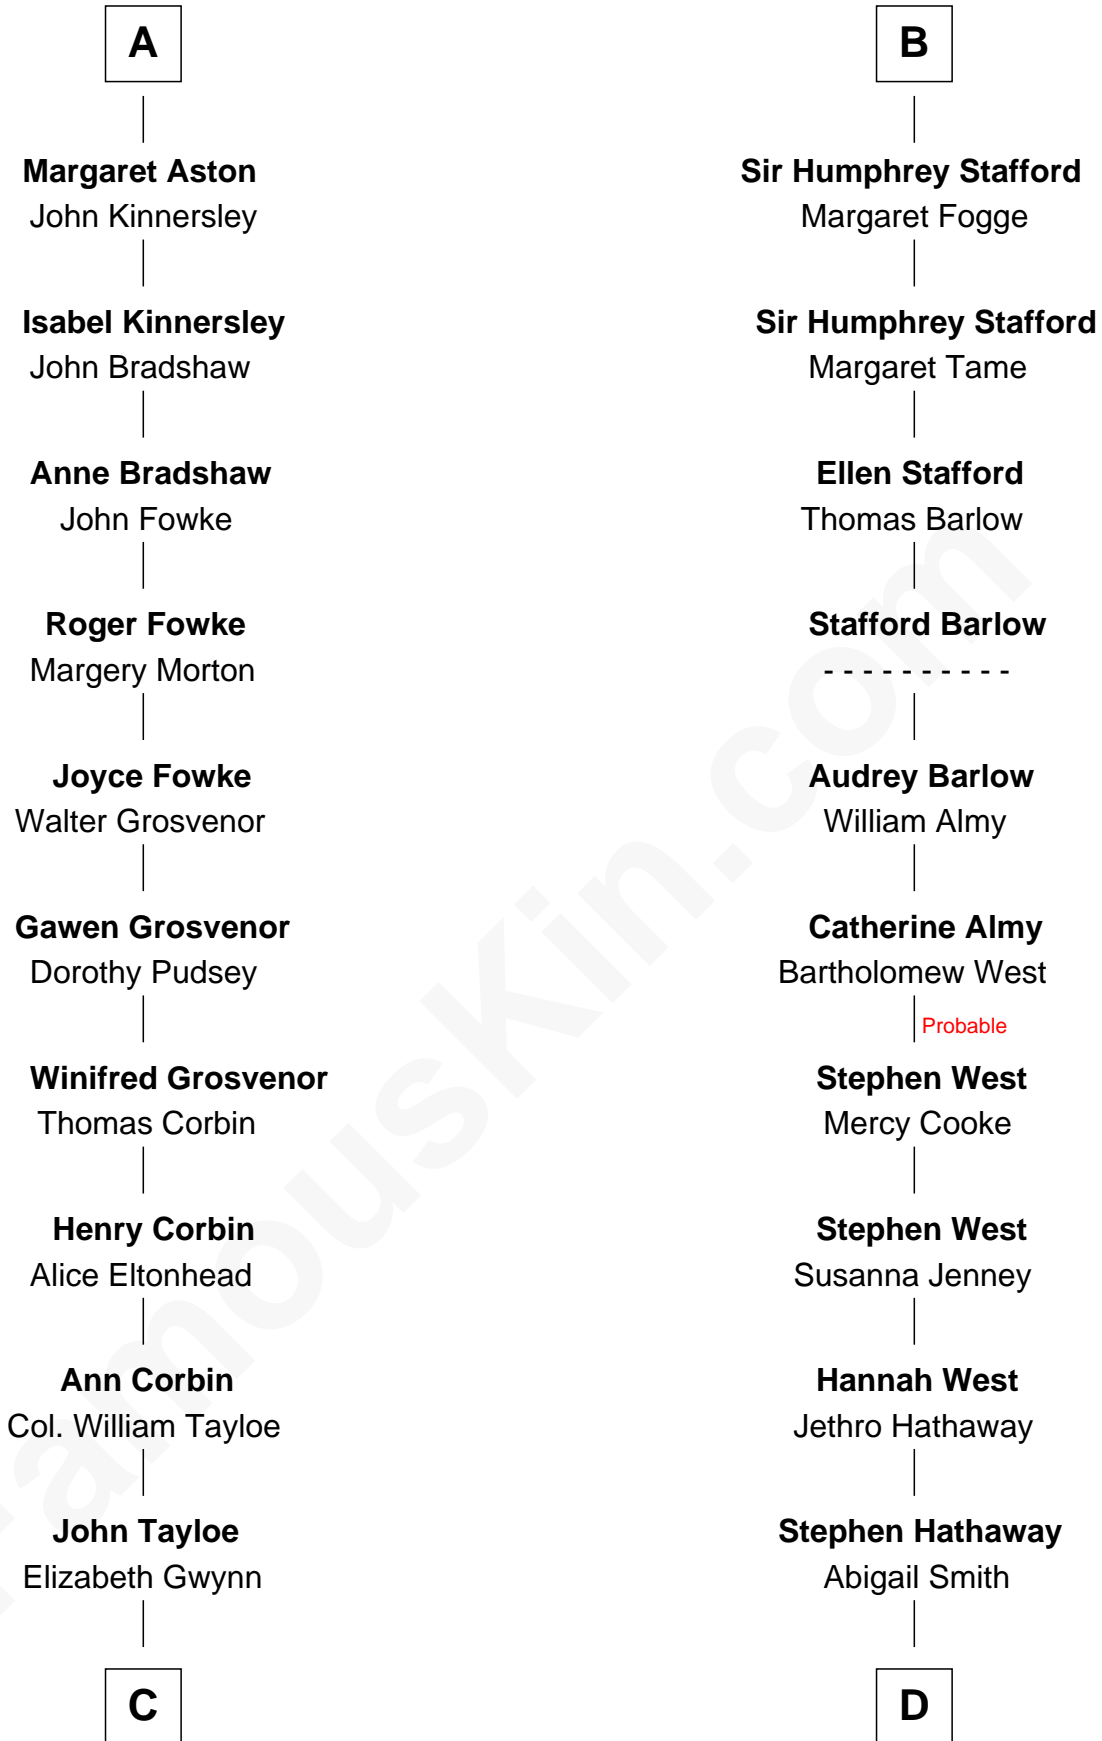 A
Margaret Aston
John Kinnersley
Isabel Kinnersley
John Bradshaw
Anne Bradshaw
John Fowke
Roger Fowke
Margery Morton
Joyce Fowke
Walter Grosvenor
Gawen Grosvenor
Dorothy Pudsey
Winifred Grosvenor
Thomas Corbin
Henry Corbin
Alice Eltonhead
Ann Corbin
Col. William Tayloe
John Tayloe
Elizabeth Gwynn
C
B
Sir Humphrey Stafford
Margaret Fogge
Sir Humphrey Stafford
Margaret Tame
Ellen Stafford
Thomas Barlow
Stafford Barlow
- - - - - - - - - -
Audrey Barlow
William Almy
Catherine Almy
Bartholomew West
Probable
Stephen West
Mercy Cooke
Stephen West
Susanna Jenney
Hannah West
Jethro Hathaway
Stephen Hathaway
Abigail Smith
D
FamousKin.com